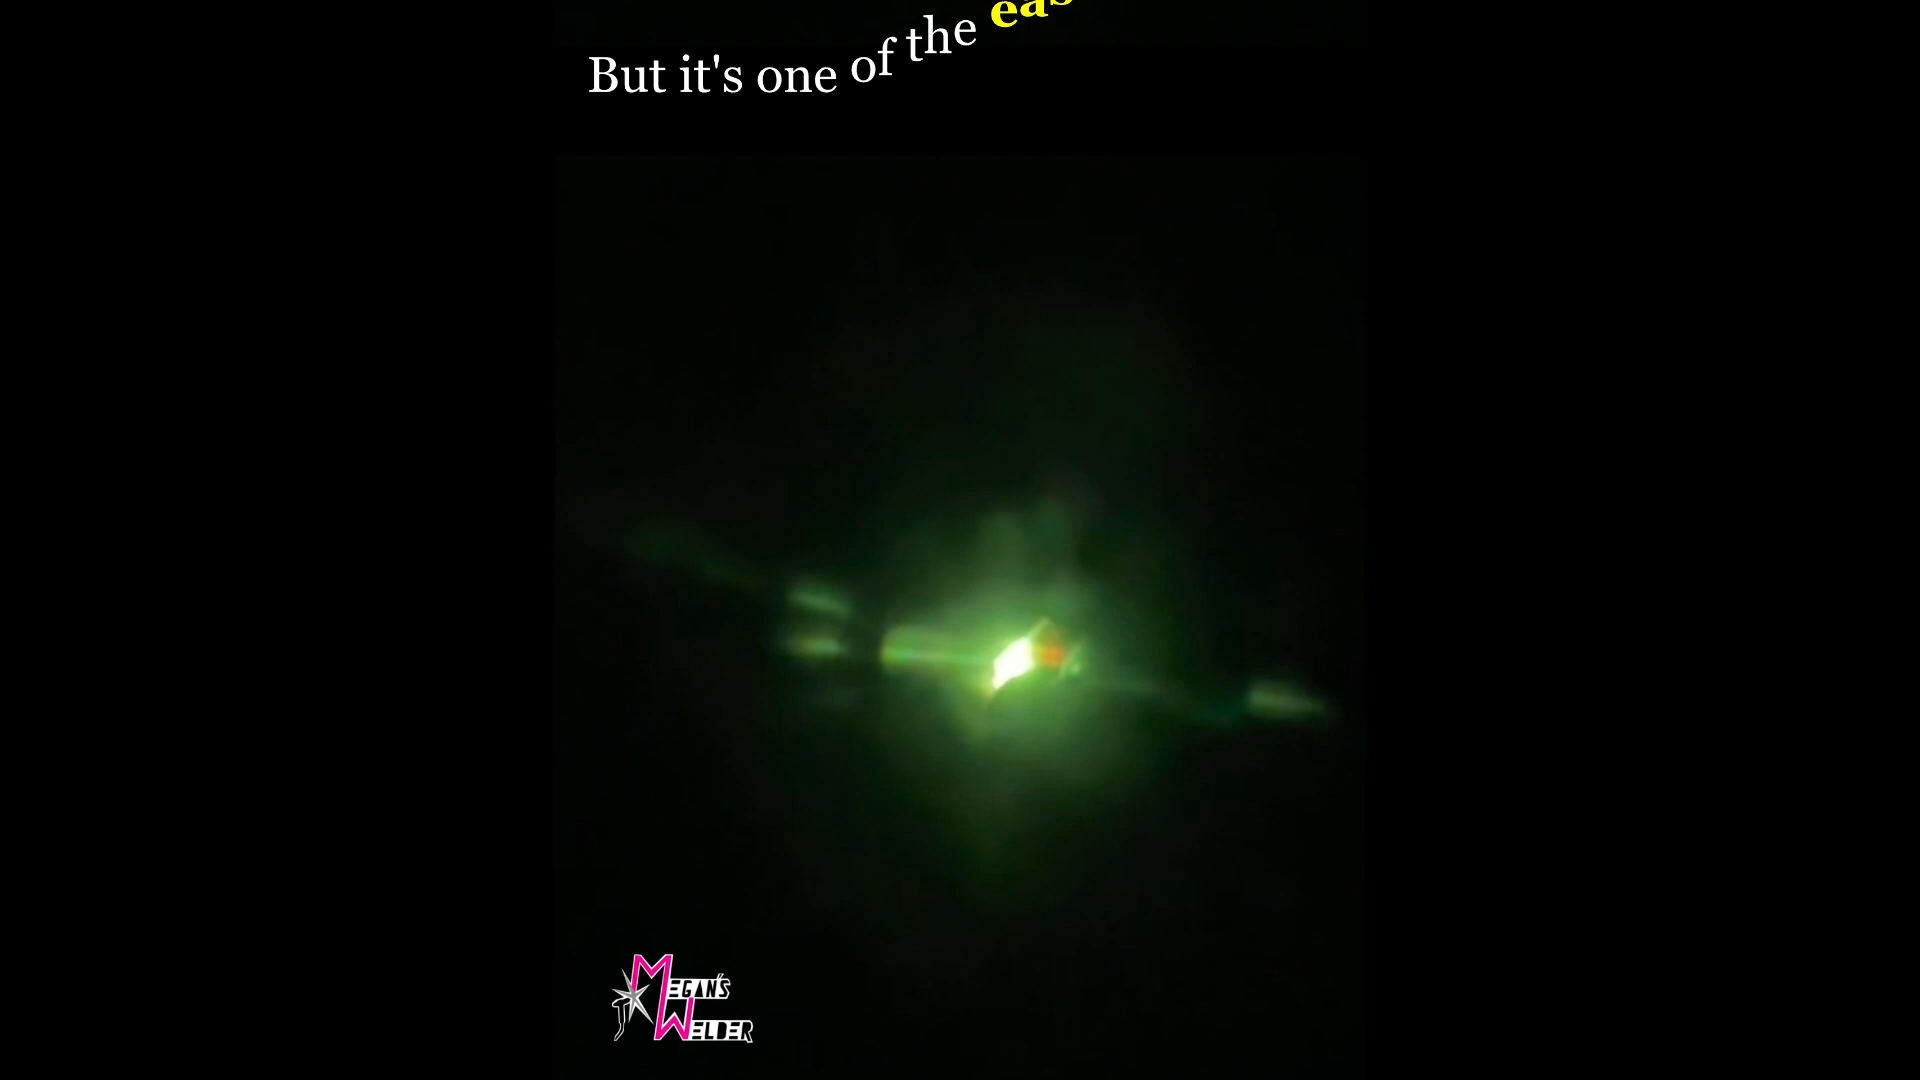 But it's one of the
MEGAN'S
WELDER